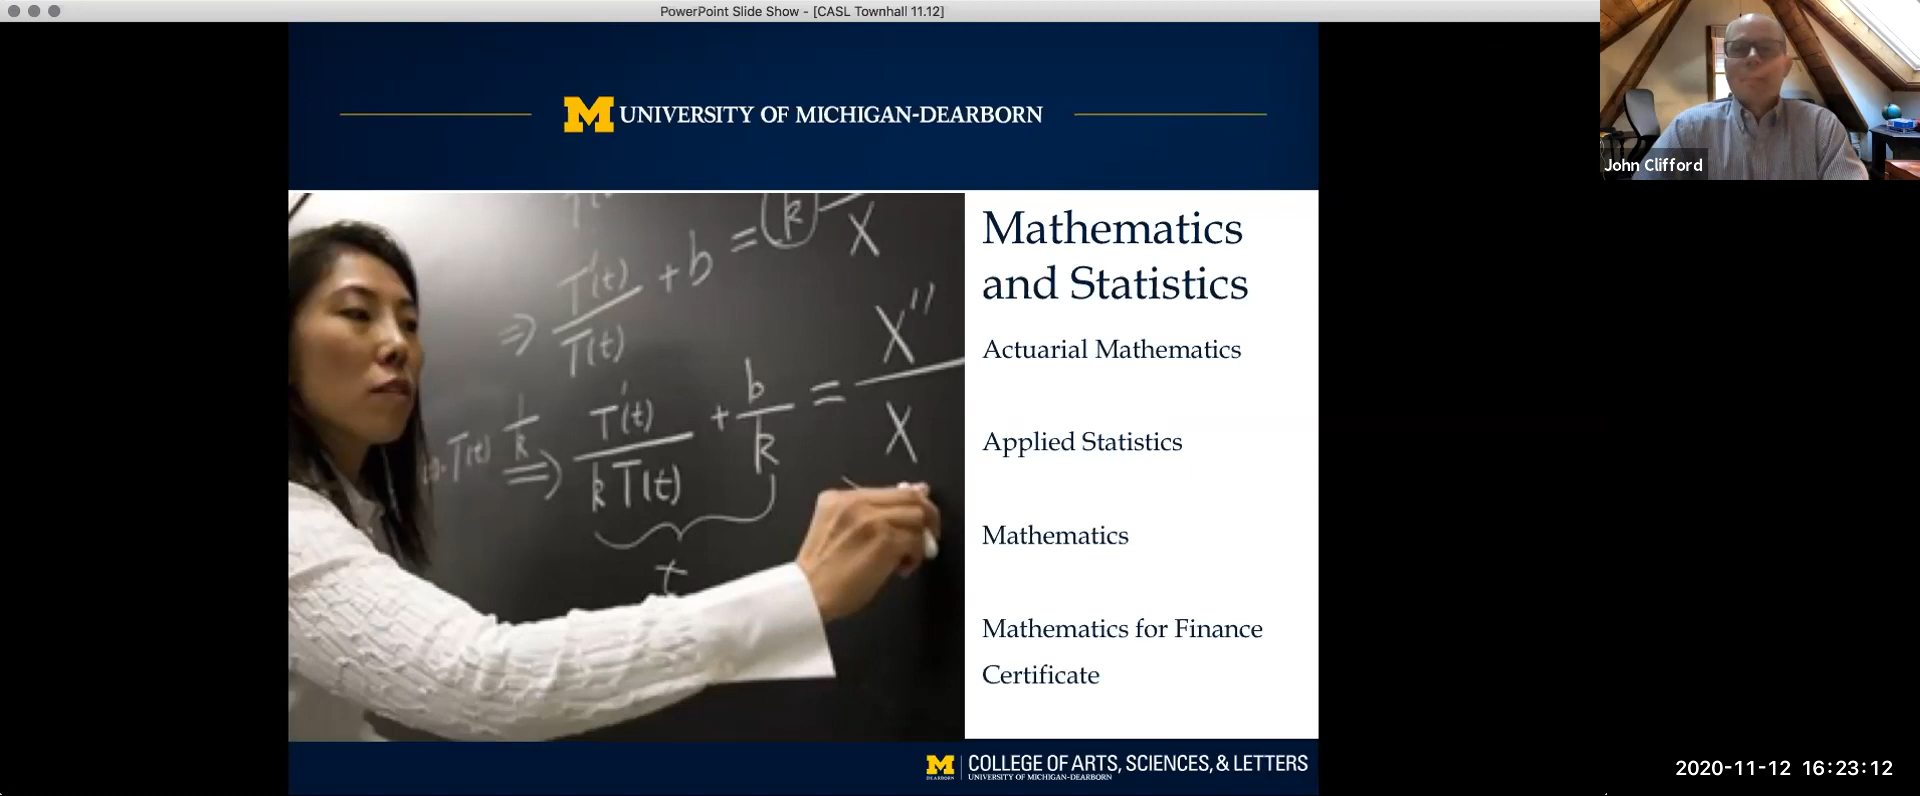 PowerPoint Slide Show - [CASL Townhall 11.12]
John Clifford
M UNIVERSITY OF MICHIGAN-DEARBORN
k
X
⇒ T'(t) / T(t) + b =
T(t) 1/k ⇒ T'(t) / k T(t) + b/k = X'' / X
t
Mathematics
and Statistics
Actuarial Mathematics
Applied Statistics
Mathematics
Mathematics for Finance
Certificate
M COLLEGE OF ARTS, SCIENCES, & LETTERS
DEARBORN UNIVERSITY OF MICHIGAN-DEARBORN
2020-11-12 16:23:12